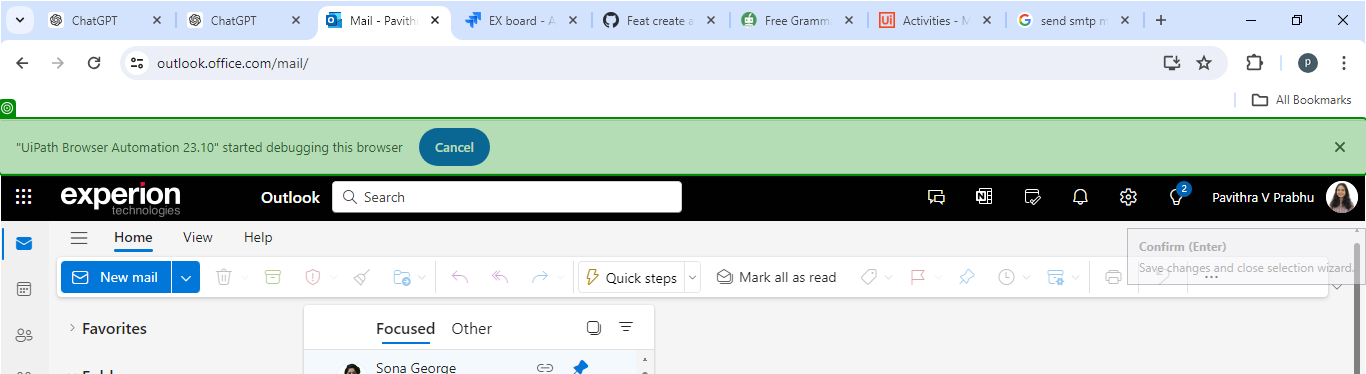 ChatGPT
ChatGPT
Mail - Pavith
EX board - A
Feat create a
Free Gramma
Activities - M
send smtp m
outlook.office.com/mail/
P
All Bookmarks
"UiPath Browser Automation 23.10" started debugging this browser
Cancel
experion
technologies
Outlook
Search
2
Pavithra V Prabhu
Home
View
Help
Confirm (Enter)
Save changes and close selection wizard.
New mail
Quick steps
Mark all as read
Favorites
Focused
Other
Sona George